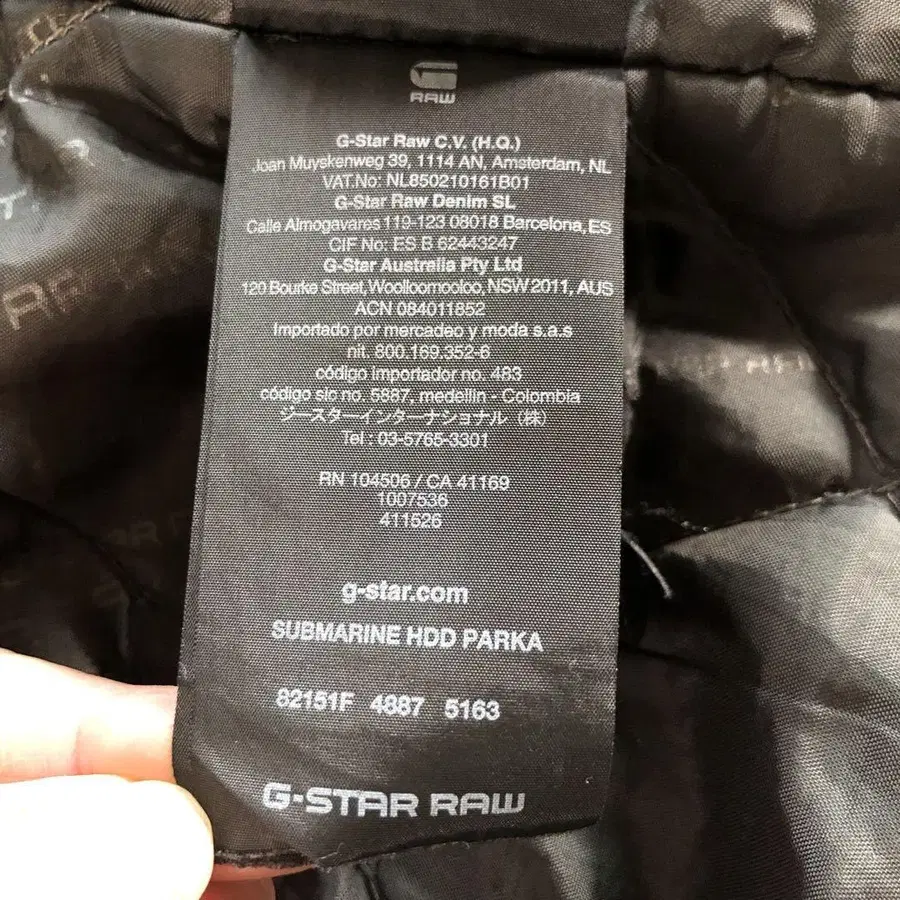 RAW
G-Star Raw C.V. (H.Q.)
Joan Muyskenweg 39, 1114 AN, Amsterdam, NL
VAT.No: NL850210161B01
G-Star Raw Denim SL
Calle Almogavares 119-123 08018 Barcelona, ES
CIF No: ES B 62443247
G-Star Australia Pty Ltd
120 Bourke Street, Woolloomooloo, NSW 2011, AUS
ACN 084011852
Importado por mercadeo y moda s.a.s
nit. 800.169.352-6
código importador no. 483
código sic no. 5887, medellin - Colombia
ジースターインターナショナル (株)
Tel : 03-5765-3301
RN 104506 / CA 41169
1007536
411526
g-star.com
SUBMARINE HDD PARKA
82151F 4887 5163
G-STAR RAW